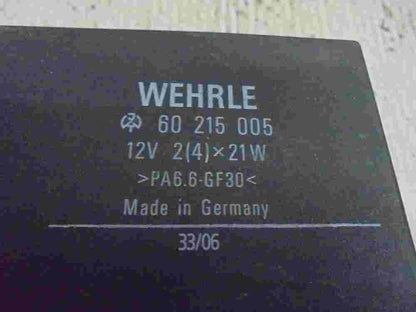 WEHRLE
60 215 005
12V 2(4)×21W
>PA6.6-GF30<
Made in Germany
33/06